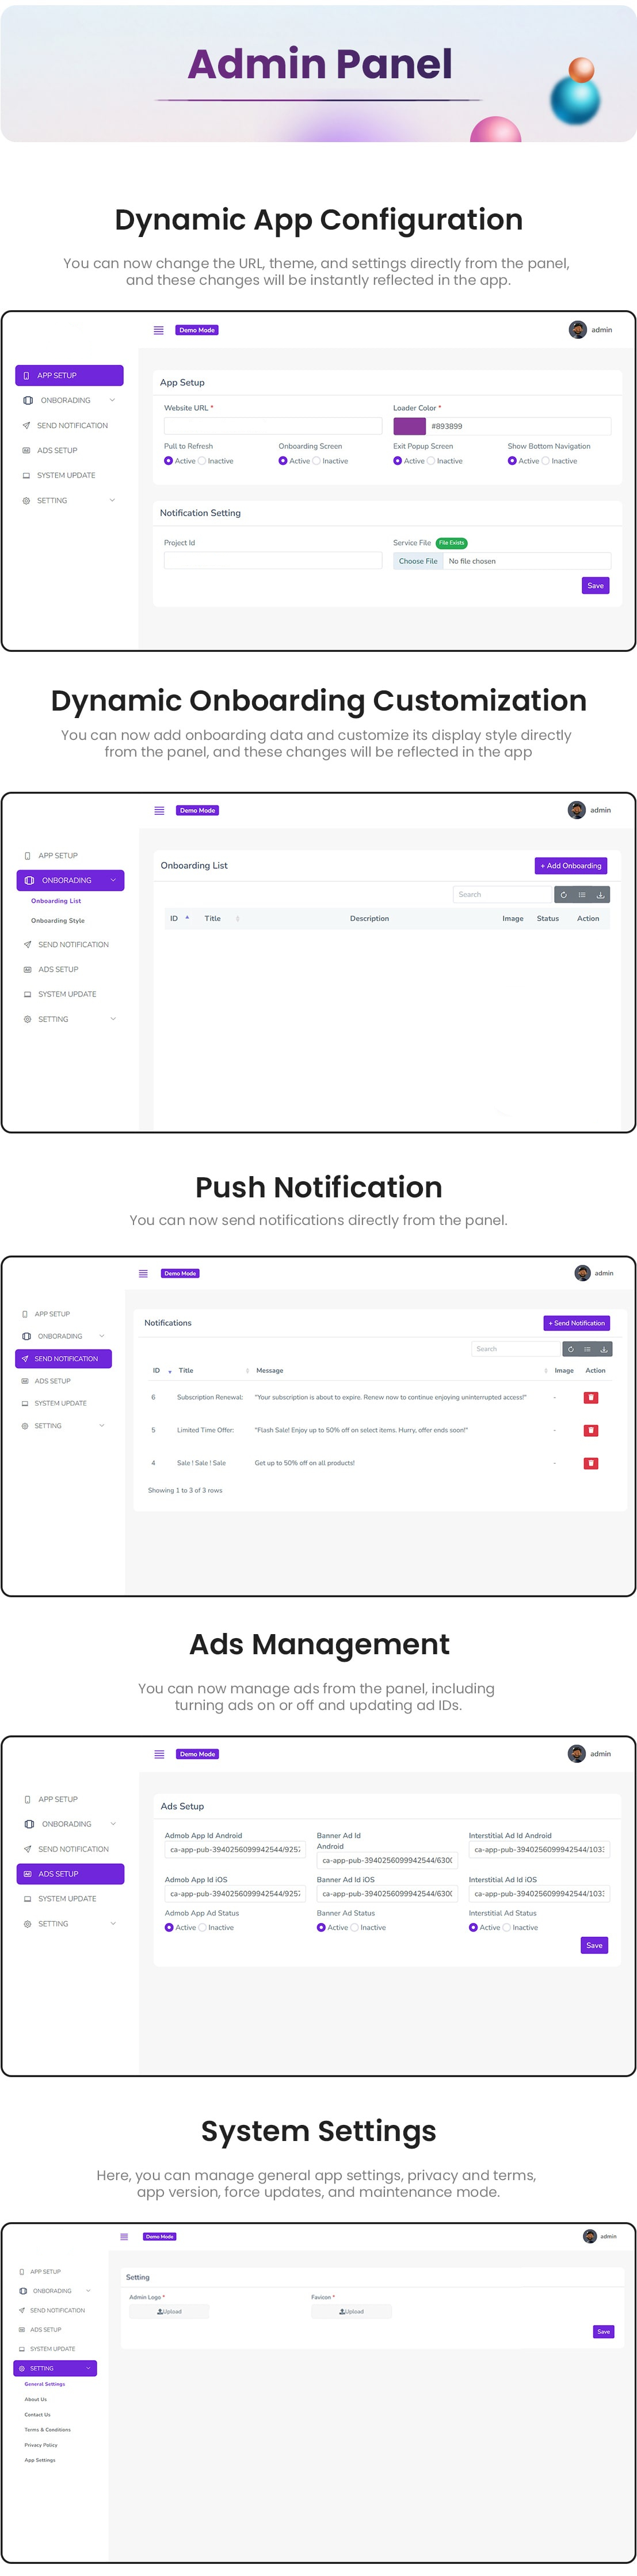 Admin Panel
Dynamic App Configuration
You can now change the URL, theme, and settings directly from the panel,
and these changes will be instantly reflected in the app.
Demo Mode
admin
APP SETUP
ONBORADING
SEND NOTIFICATION
ADS SETUP
SYSTEM UPDATE
SETTING
App Setup
Website URL *
Loader Color *
#893899
Pull to Refresh
Onboarding Screen
Exit Popup Screen
Show Bottom Navigation
Active Inactive
Active Inactive
Active Inactive
Active Inactive
Notification Setting
Project Id
Service File File Exists
Choose File No file chosen
Save
Dynamic Onboarding Customization
You can now add onboarding data and customize its display style directly
from the panel, and these changes will be reflected in the app
Demo Mode
admin
APP SETUP
ONBORADING
Onboarding List
Onboarding Style
SEND NOTIFICATION
ADS SETUP
SYSTEM UPDATE
SETTING
Onboarding List
+ Add Onboarding
Search
ID Title Description Image Status Action
Push Notification
You can now send notifications directly from the panel.
Demo Mode
admin
APP SETUP
ONBORADING
SEND NOTIFICATION
ADS SETUP
SYSTEM UPDATE
SETTING
Notifications
+ Send Notification
Search
ID Title Message Image Action
6 Subscription Renewal: "Your subscription is about to expire. Renew now to continue enjoying uninterrupted access!" -
5 Limited Time Offer: "Flash Sale! Enjoy up to 50% off on select items. Hurry, offer ends soon!" -
4 Sale ! Sale ! Sale Get up to 50% off on all products! -
Showing 1 to 3 of 3 rows
Ads Management
You can now manage ads from the panel, including
turning ads on or off and updating ad IDs.
Demo Mode
admin
APP SETUP
ONBORADING
SEND NOTIFICATION
ADS SETUP
SYSTEM UPDATE
SETTING
Ads Setup
Admob App Id Android
ca-app-pub-3940256099942544/925
Banner Ad Id
Android
ca-app-pub-3940256099942544/630
Interstitial Ad Id Android
ca-app-pub-3940256099942544/103
Admob App Id iOS
ca-app-pub-3940256099942544/925
Banner Ad Id iOS
ca-app-pub-3940256099942544/630
Interstitial Ad Id iOS
ca-app-pub-3940256099942544/103
Admob App Ad Status
Banner Ad Status
Interstitial Ad Status
Active Inactive
Active Inactive
Active Inactive
Save
System Settings
Here, you can manage general app settings, privacy and terms,
app version, force updates, and maintenance mode.
Demo Mode
admin
APP SETUP
ONBORADING
SEND NOTIFICATION
ADS SETUP
SYSTEM UPDATE
SETTING
General Settings
About Us
Contact Us
Terms & Conditions
Privacy Policy
App Settings
Setting
Admin Logo *
Upload
Favicon *
Upload
Save